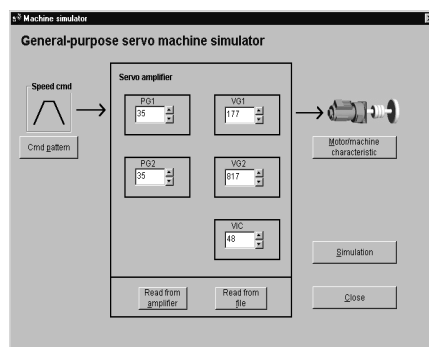 Machine simulator
General-purpose servo machine simulator
Speed cmd
Cmd pattern
Servo amplifier
PG1
35
VG1
177
PG2
35
VG2
817
VIC
48
Read from
amplifier
Read from
file
Motor/machine
characteristic
Simulation
Close